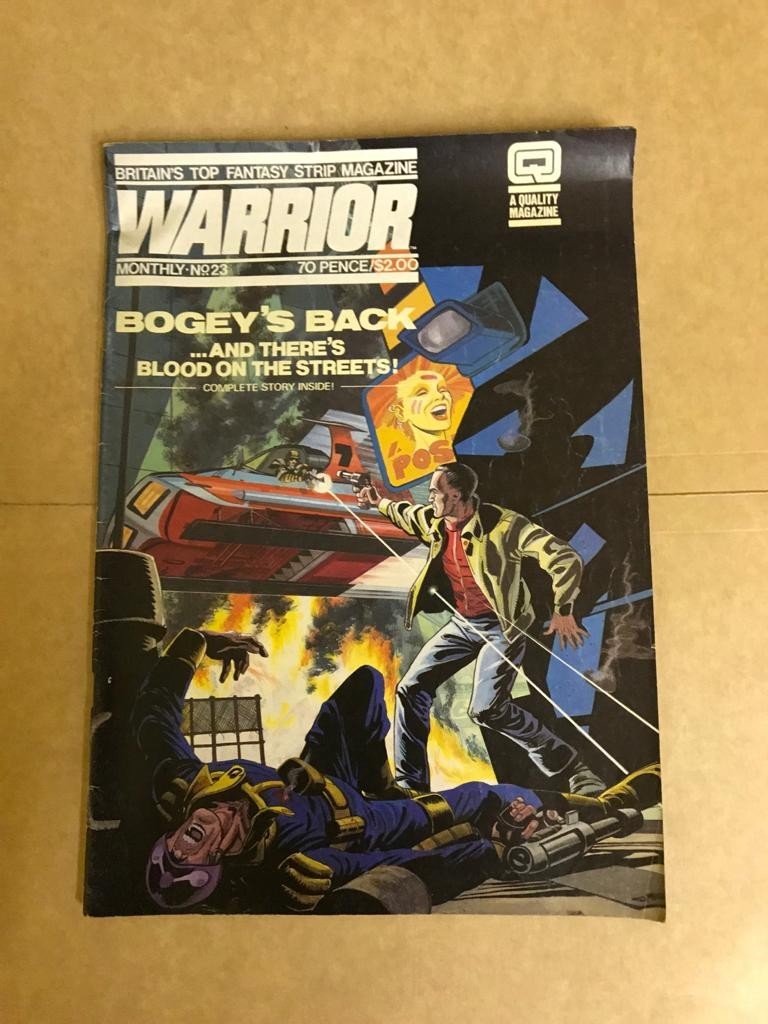 BRITAIN'S TOP FANTASY STRIP MAGAZINE
WARRIOR
MONTHLY·Nº23 70 PENCE/$2.00
Q
A QUALITY
MAGAZINE
BOGEY'S BACK
...AND THERE'S
BLOOD ON THE STREETS!
COMPLETE STORY INSIDE!
'POS
7